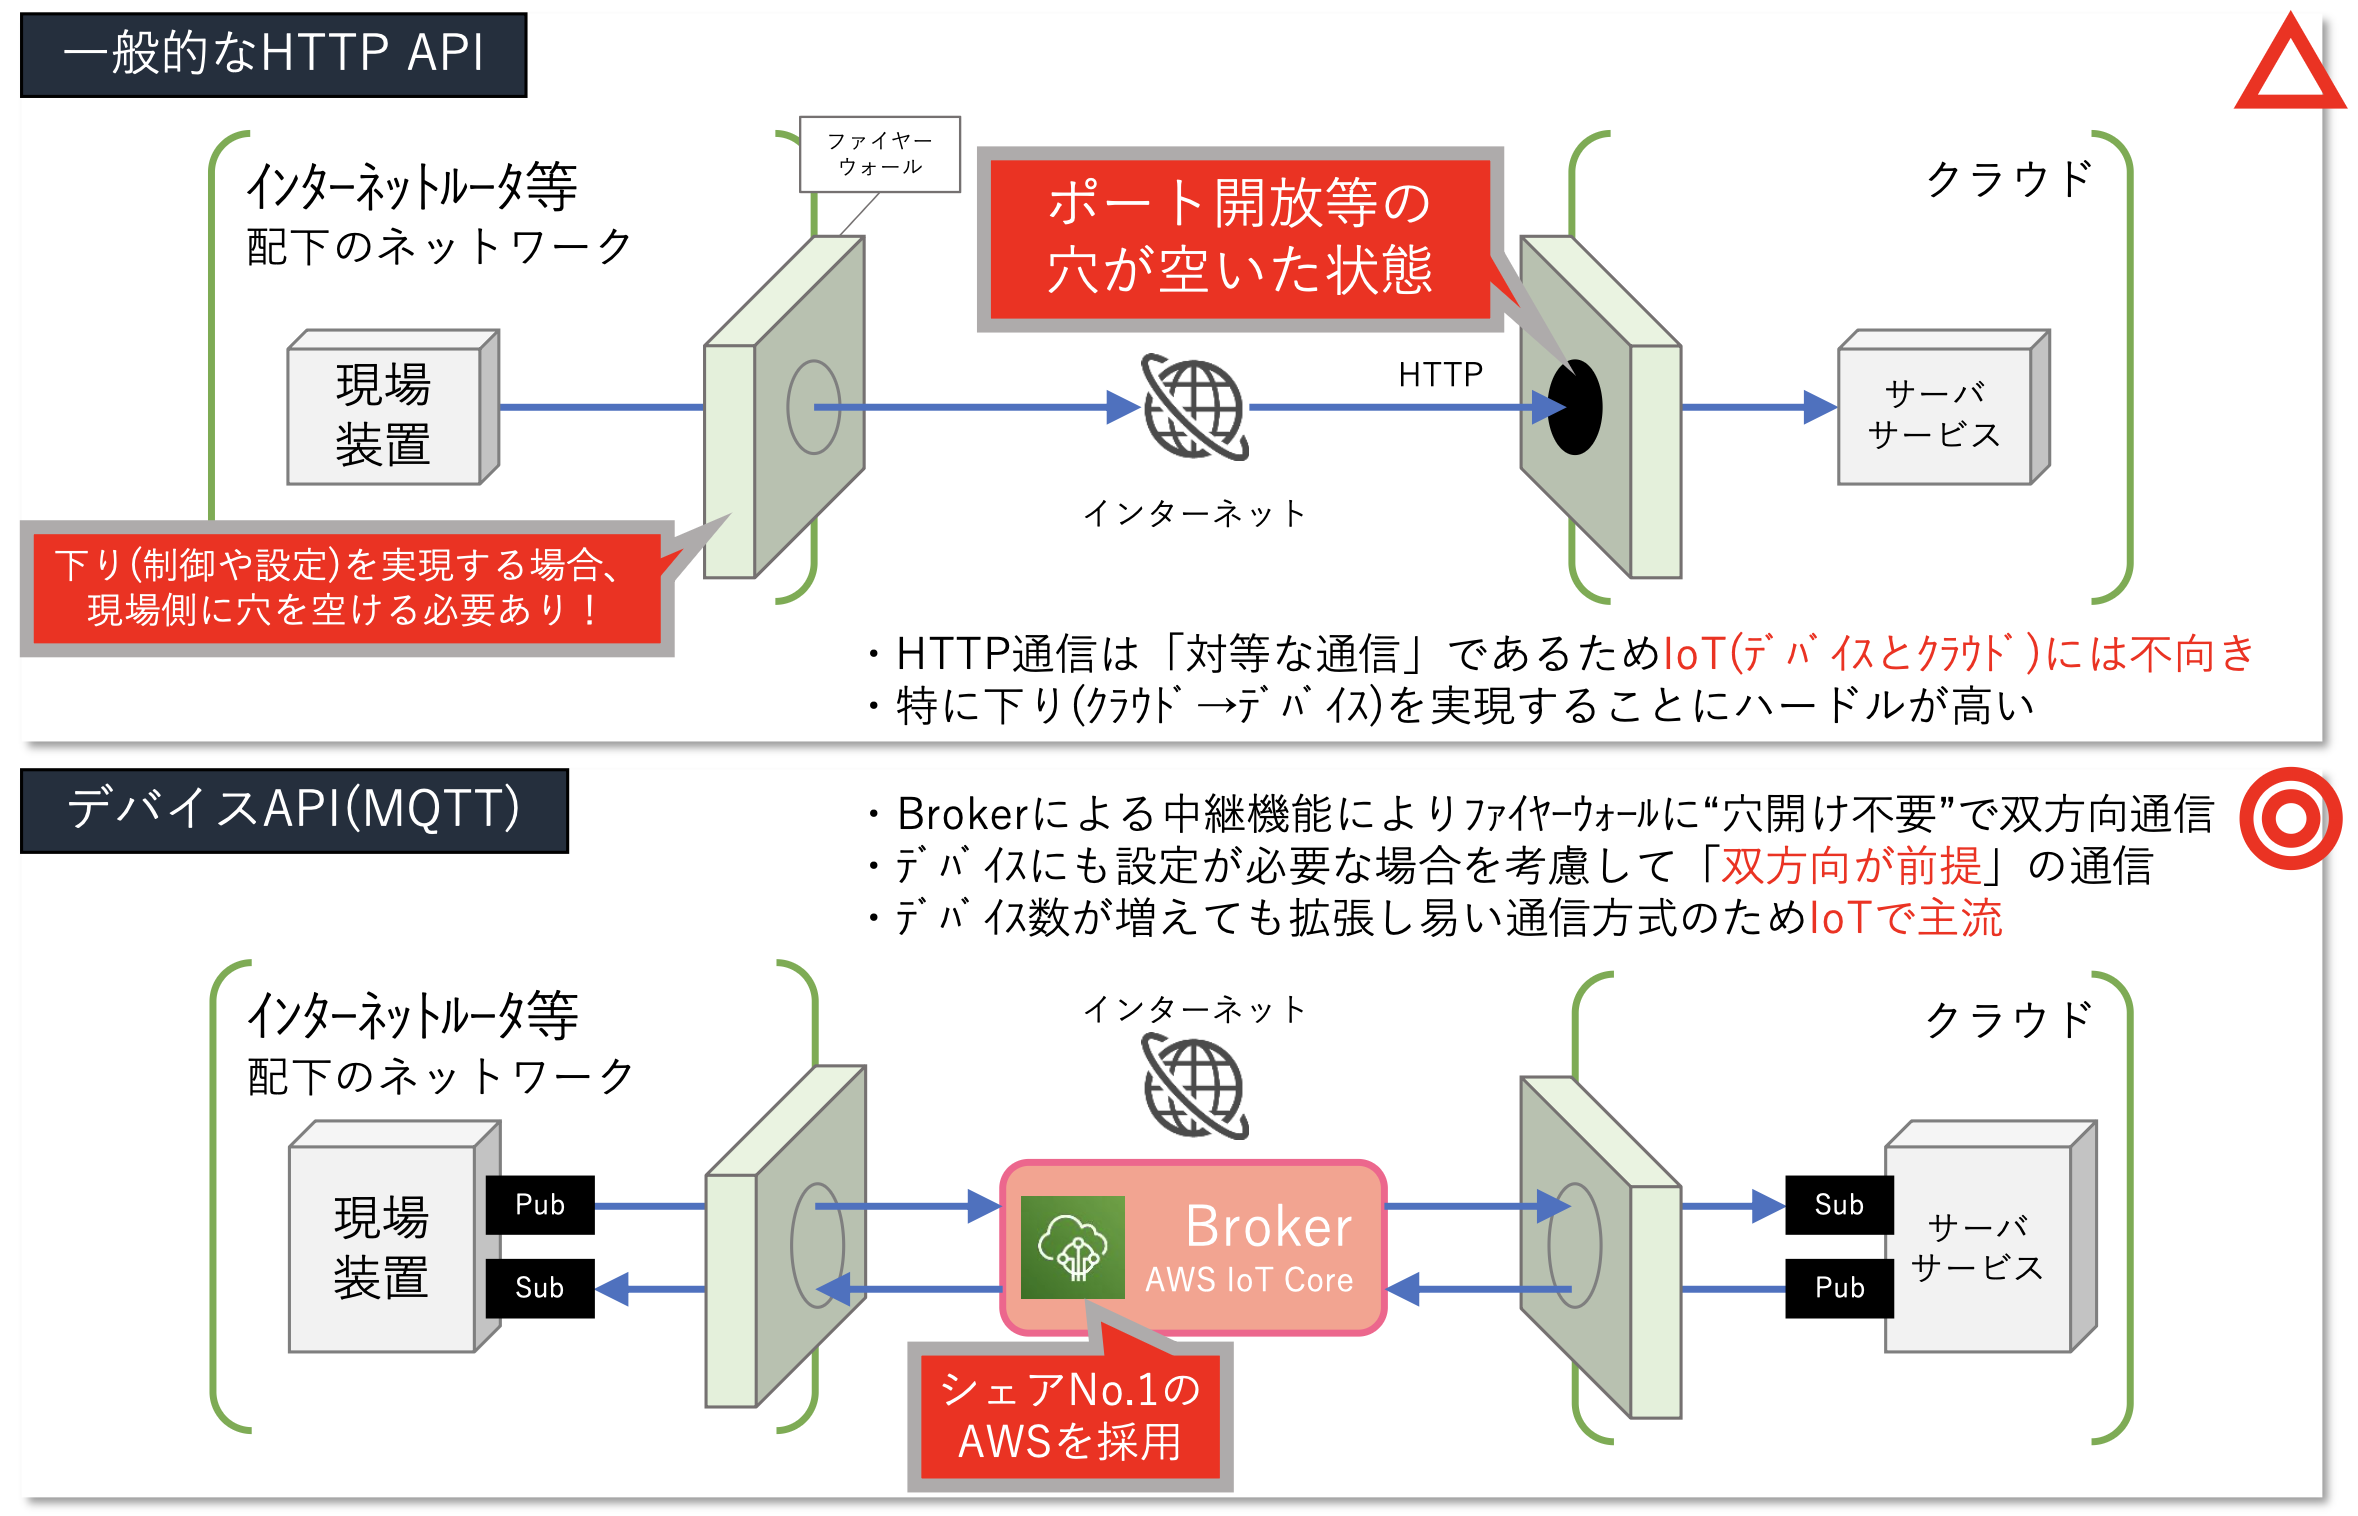 一般的なHTTP API
ファイヤー
ウォール
ｲﾝﾀｰﾈｯﾄﾙｰﾀ等
配下のネットワーク
ポート開放等の
穴が空いた状態
クラウド
現場
装置
HTTP
サーバ
サービス
インターネット
下り(制御や設定)を実現する場合、
現場側に穴を空ける必要あり！
・HTTP通信は「対等な通信」であるためIoT(ﾃﾞﾊﾞｲｽとｸﾗｳﾄﾞ)には不向き
・特に下り(ｸﾗｳﾄﾞ→ﾃﾞﾊﾞｲｽ)を実現することにハードルが高い
デバイスAPI(MQTT)
・Brokerによる中継機能によりﾌｧｲﾔｰｳｫｰﾙに“穴開け不要”で双方向通信
・ﾃﾞﾊﾞｲｽにも設定が必要な場合を考慮して「双方向が前提」の通信
・ﾃﾞﾊﾞｲｽ数が増えても拡張し易い通信方式のためIoTで主流
ｲﾝﾀｰﾈｯﾄﾙｰﾀ等
配下のネットワーク
インターネット
クラウド
現場
装置
Pub
Sub
Broker
AWS IoT Core
Sub
Pub
サーバ
サービス
シェアNo.1の
AWSを採用